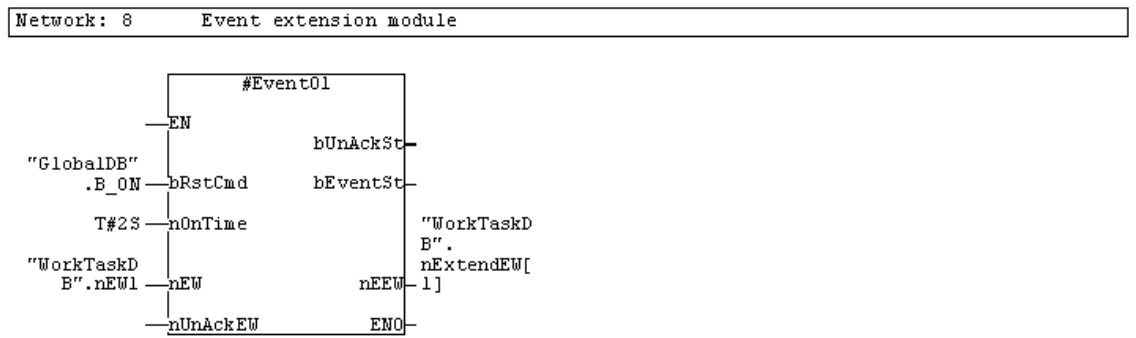 Network: 8 Event extension module
#Event01
EN
bUnAckSt
"GlobalDB"
.B_ON
bRstCmd
bEventSt
T#2S
nOnTime
"WorkTaskD
B".
nExtendEW[
1]
"WorkTaskD
B".nEW1
nEW
nEEW
nUnAckEW
ENO